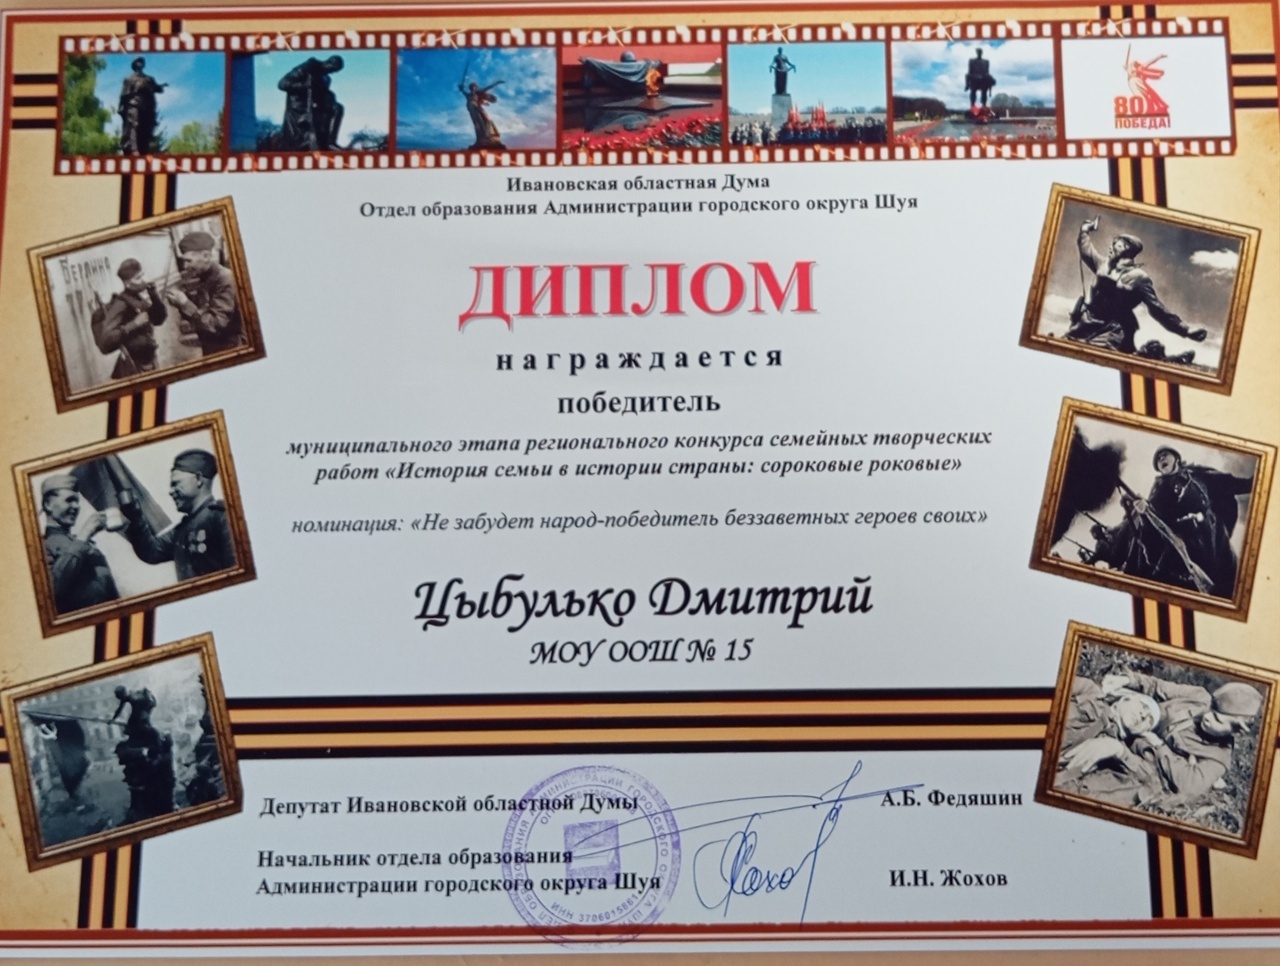 80
ПОБЕДА!
Ивановская областная Дума
Отдел образования Администрации городского округа Шуя
ДИПЛОМ
награждается
победитель
муниципального этапа регионального конкурса семейных творческих
работ «История семьи в истории страны: сороковые роковые»
номинация: «Не забудет народ-победитель беззаветных героев своих»
Цыбулько Дмитрий
МОУ ООШ № 15
Депутат Ивановской областной Думы
А.Б. Федяшин
Начальник отдела образования
Администрации городского округа Шуя
И.Н. Жохов